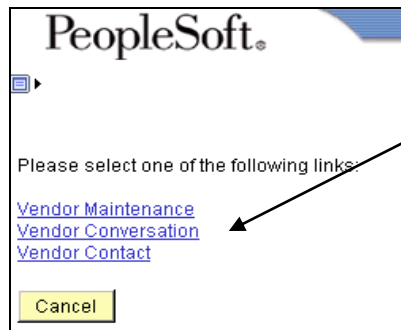 PeopleSoft®
Please select one of the following links:
Vendor Maintenance
Vendor Conversation
Vendor Contact
Cancel